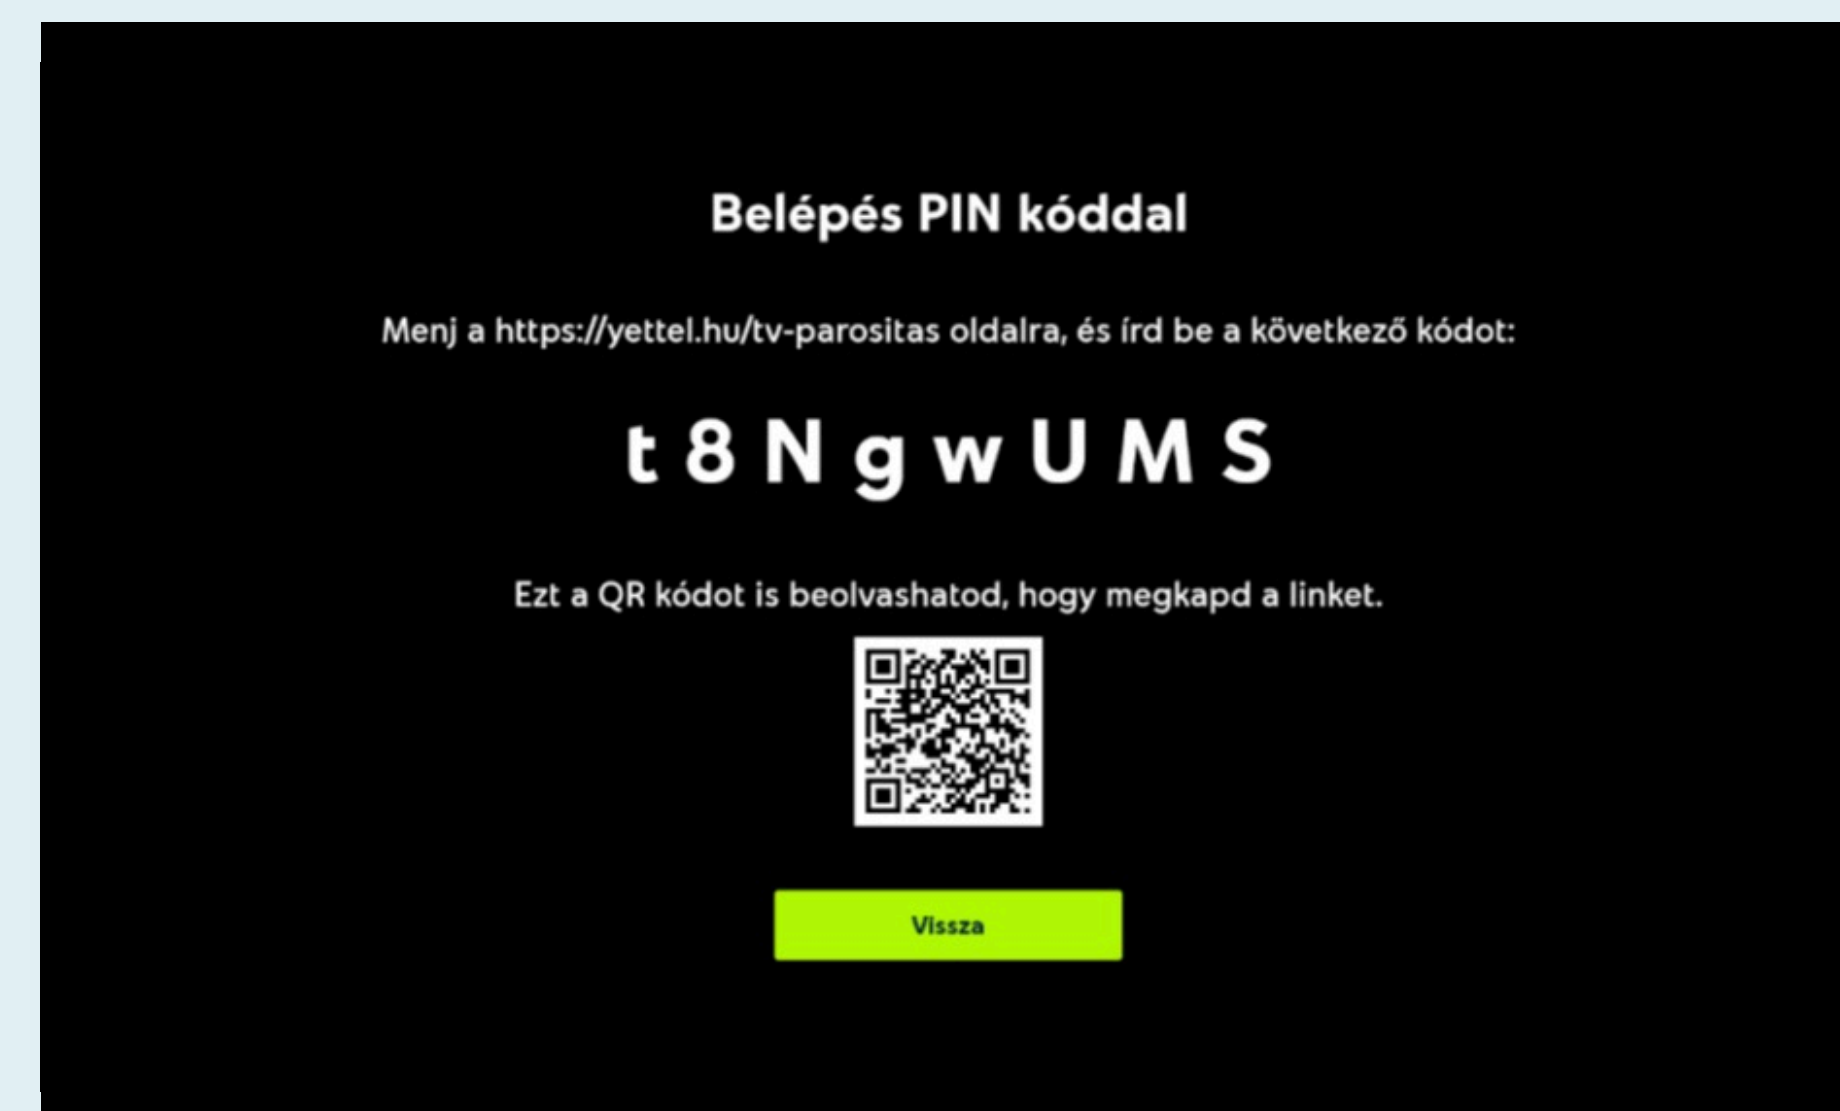 Belépés PIN kóddal
Menj a https://yettel.hu/tv-parositas oldalra, és írd be a következő kódot:
t 8 N g w U M S
Ezt a QR kódot is beolvashatod, hogy megkapd a linket.
Vissza